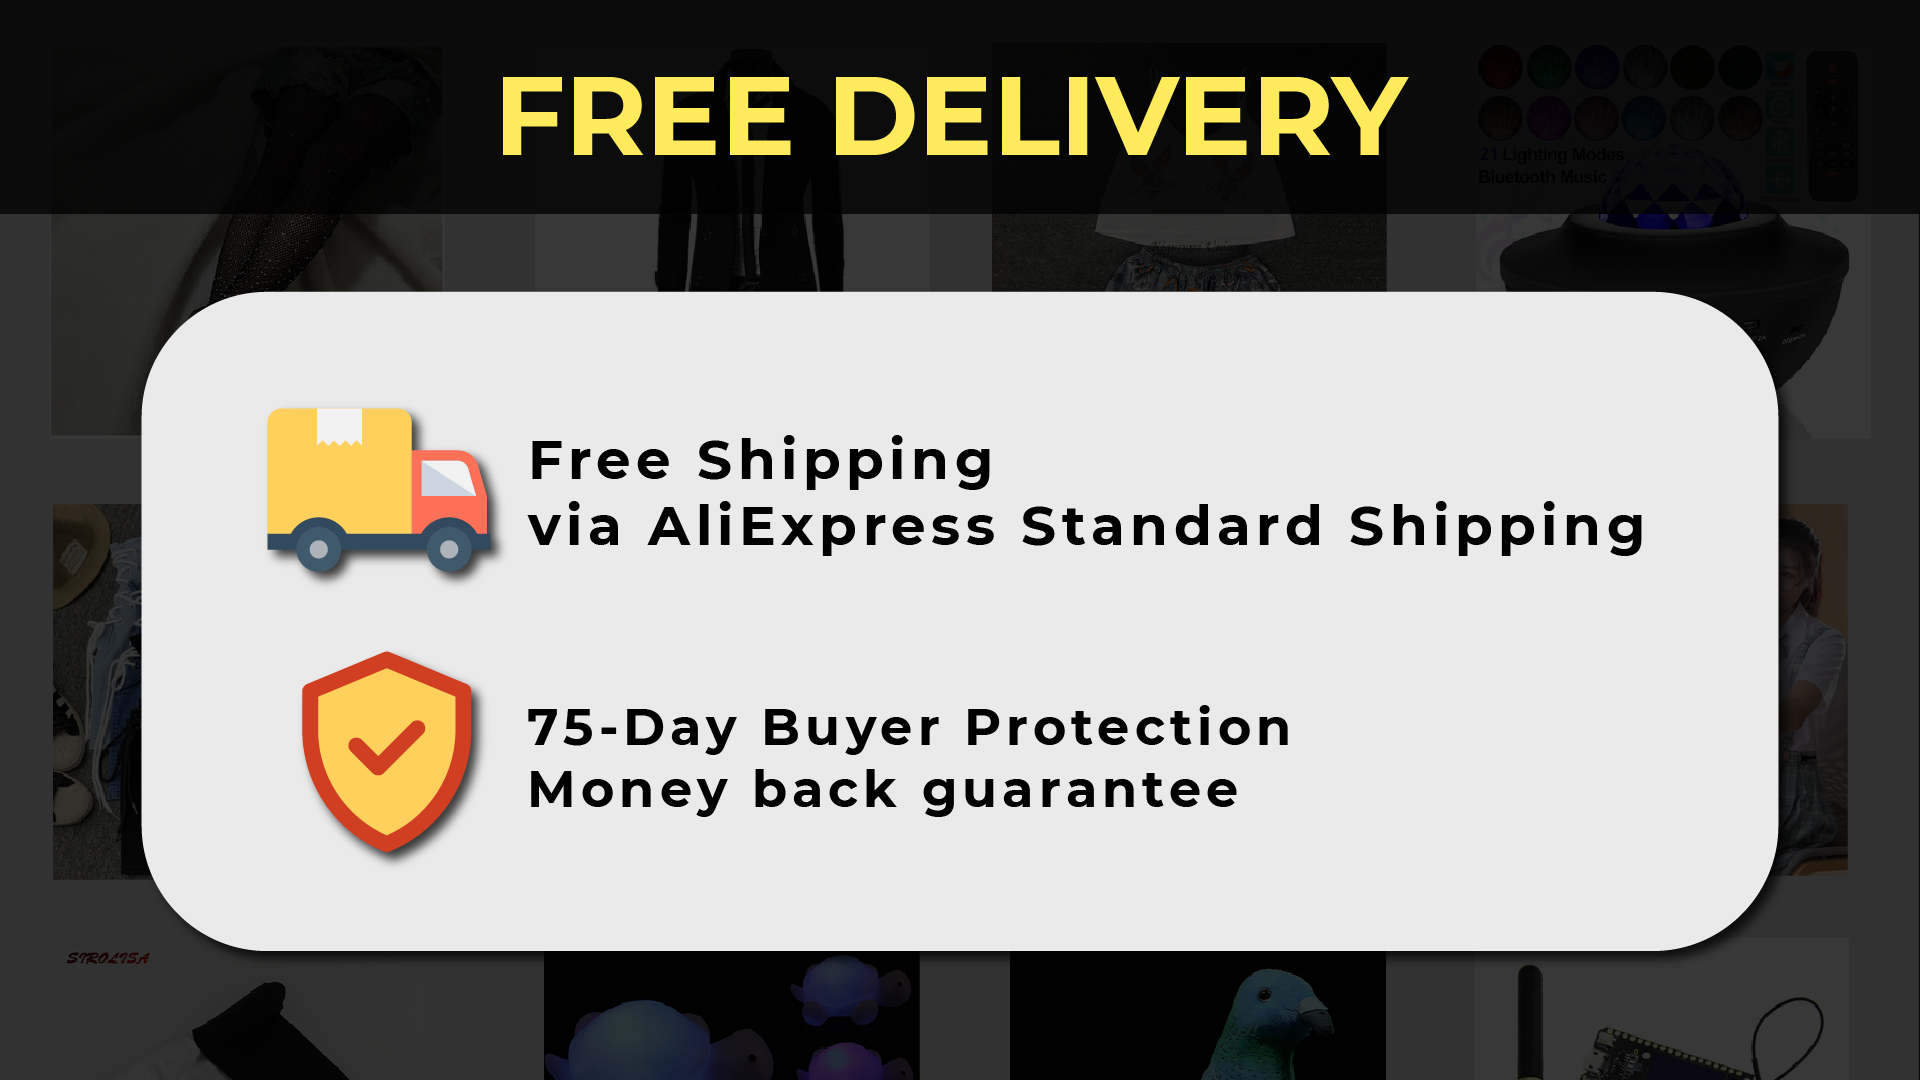 FREE DELIVERY
21 Lighting Modes
Bluetooth Music
Free Shipping
via AliExpress Standard Shipping
75-Day Buyer Protection
Money back guarantee
SIROLISA